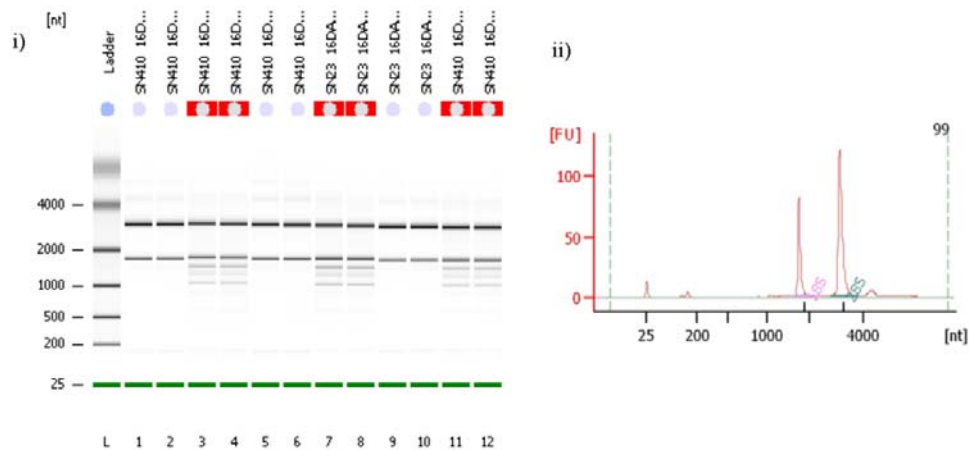 i)
[nt]
Ladder
SN410 16D...
SN410 16D...
SN410 16D...
SN410 16D...
SN410 16D...
SN410 16D...
SN23 16DA...
SN23 16DA...
SN23 16DA...
SN23 16DA...
SN410 16D...
SN410 16D...
4000
2000
1000
500
200
25
L 1 2 3 4 5 6 7 8 9 10 11 12
ii)
[FU]
99
100
50
0
25 200 1000 4000 [nt]